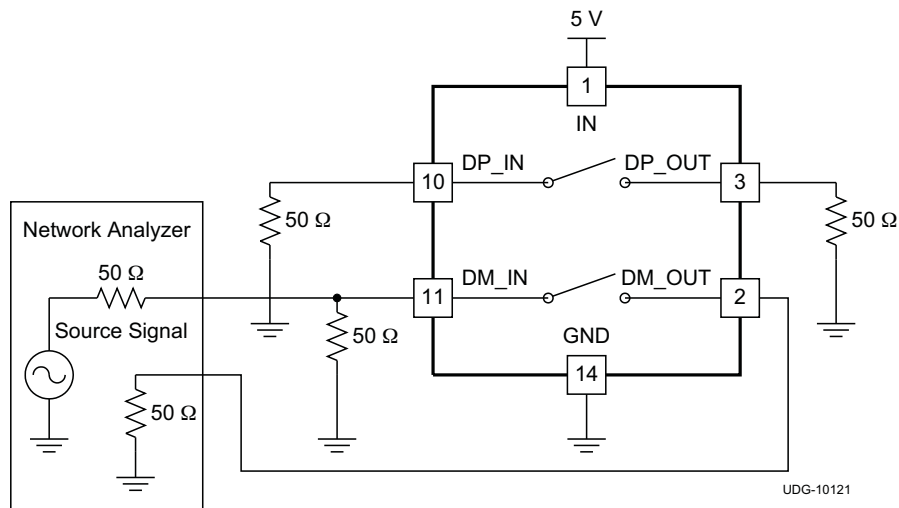 5 V
1
IN
DP_IN
DP_OUT
10
3
50 Ω
50 Ω
Network Analyzer
50 Ω
DM_IN
DM_OUT
11
2
Source Signal
50 Ω
GND
14
50 Ω
UDG-10121